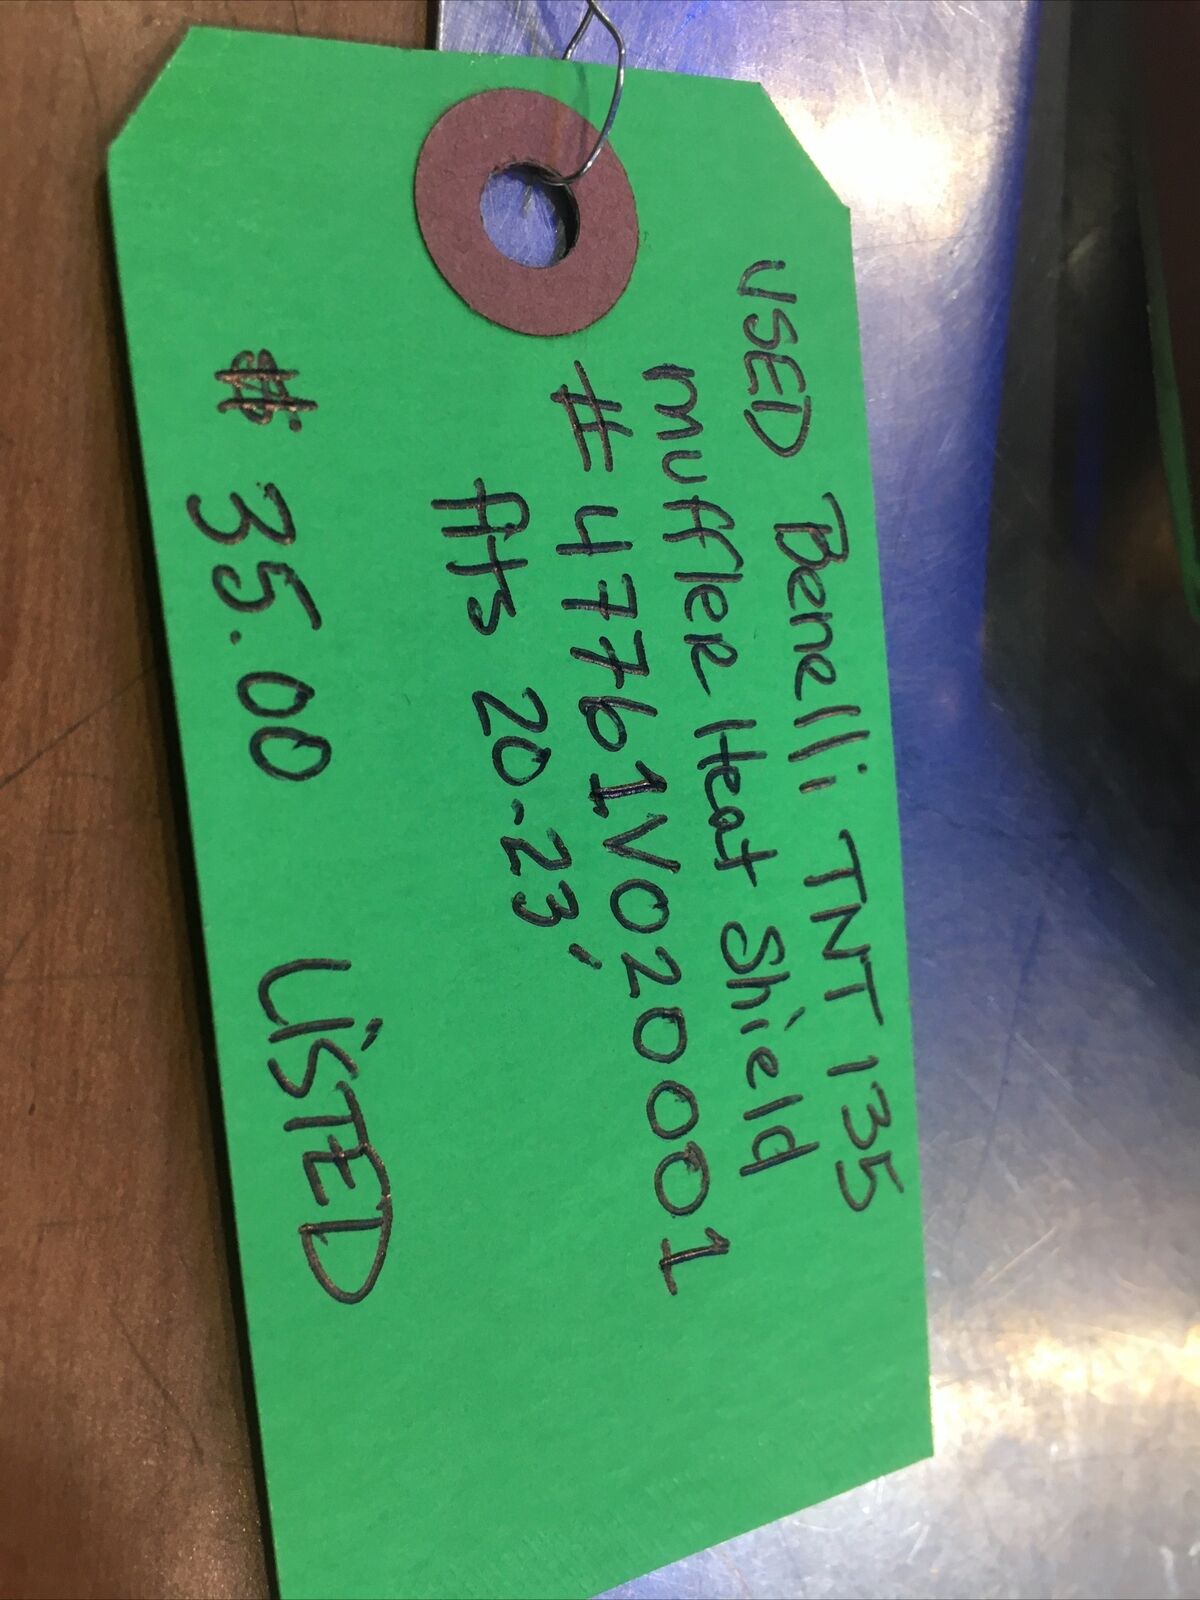 USED Benelli TNT 135
muffler Heat Shield
#47761V020001
fits 20-23'
$. 35.00 LiSTED